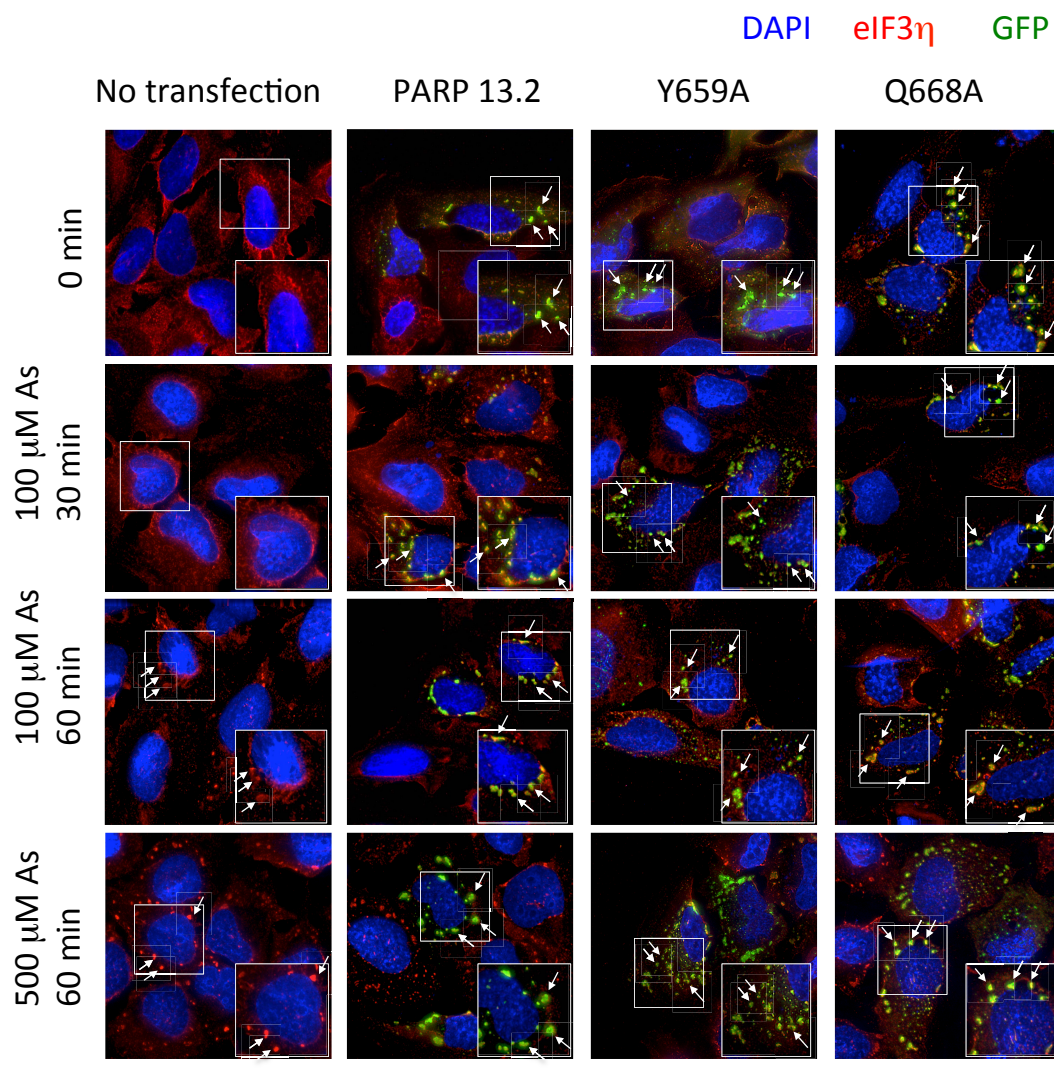 DAPI eIF3η GFP
No transfection PARP 13.2 Y659A Q668A
0 min
100 μM As
30 min
100 μM As
60 min
500 μM As
60 min